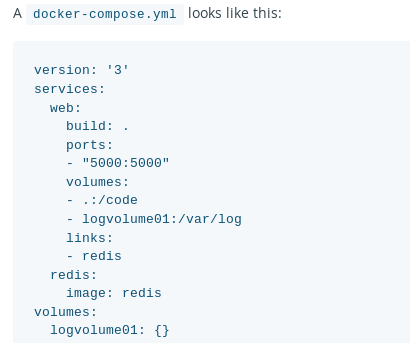 A docker-compose.yml looks like this:
version: '3'
services:
  web:
    build: .
    ports:
    - "5000:5000"
    volumes:
    - .:/code
    - logvolume01:/var/log
    links:
    - redis
  redis:
    image: redis
volumes:
  logvolume01: {}